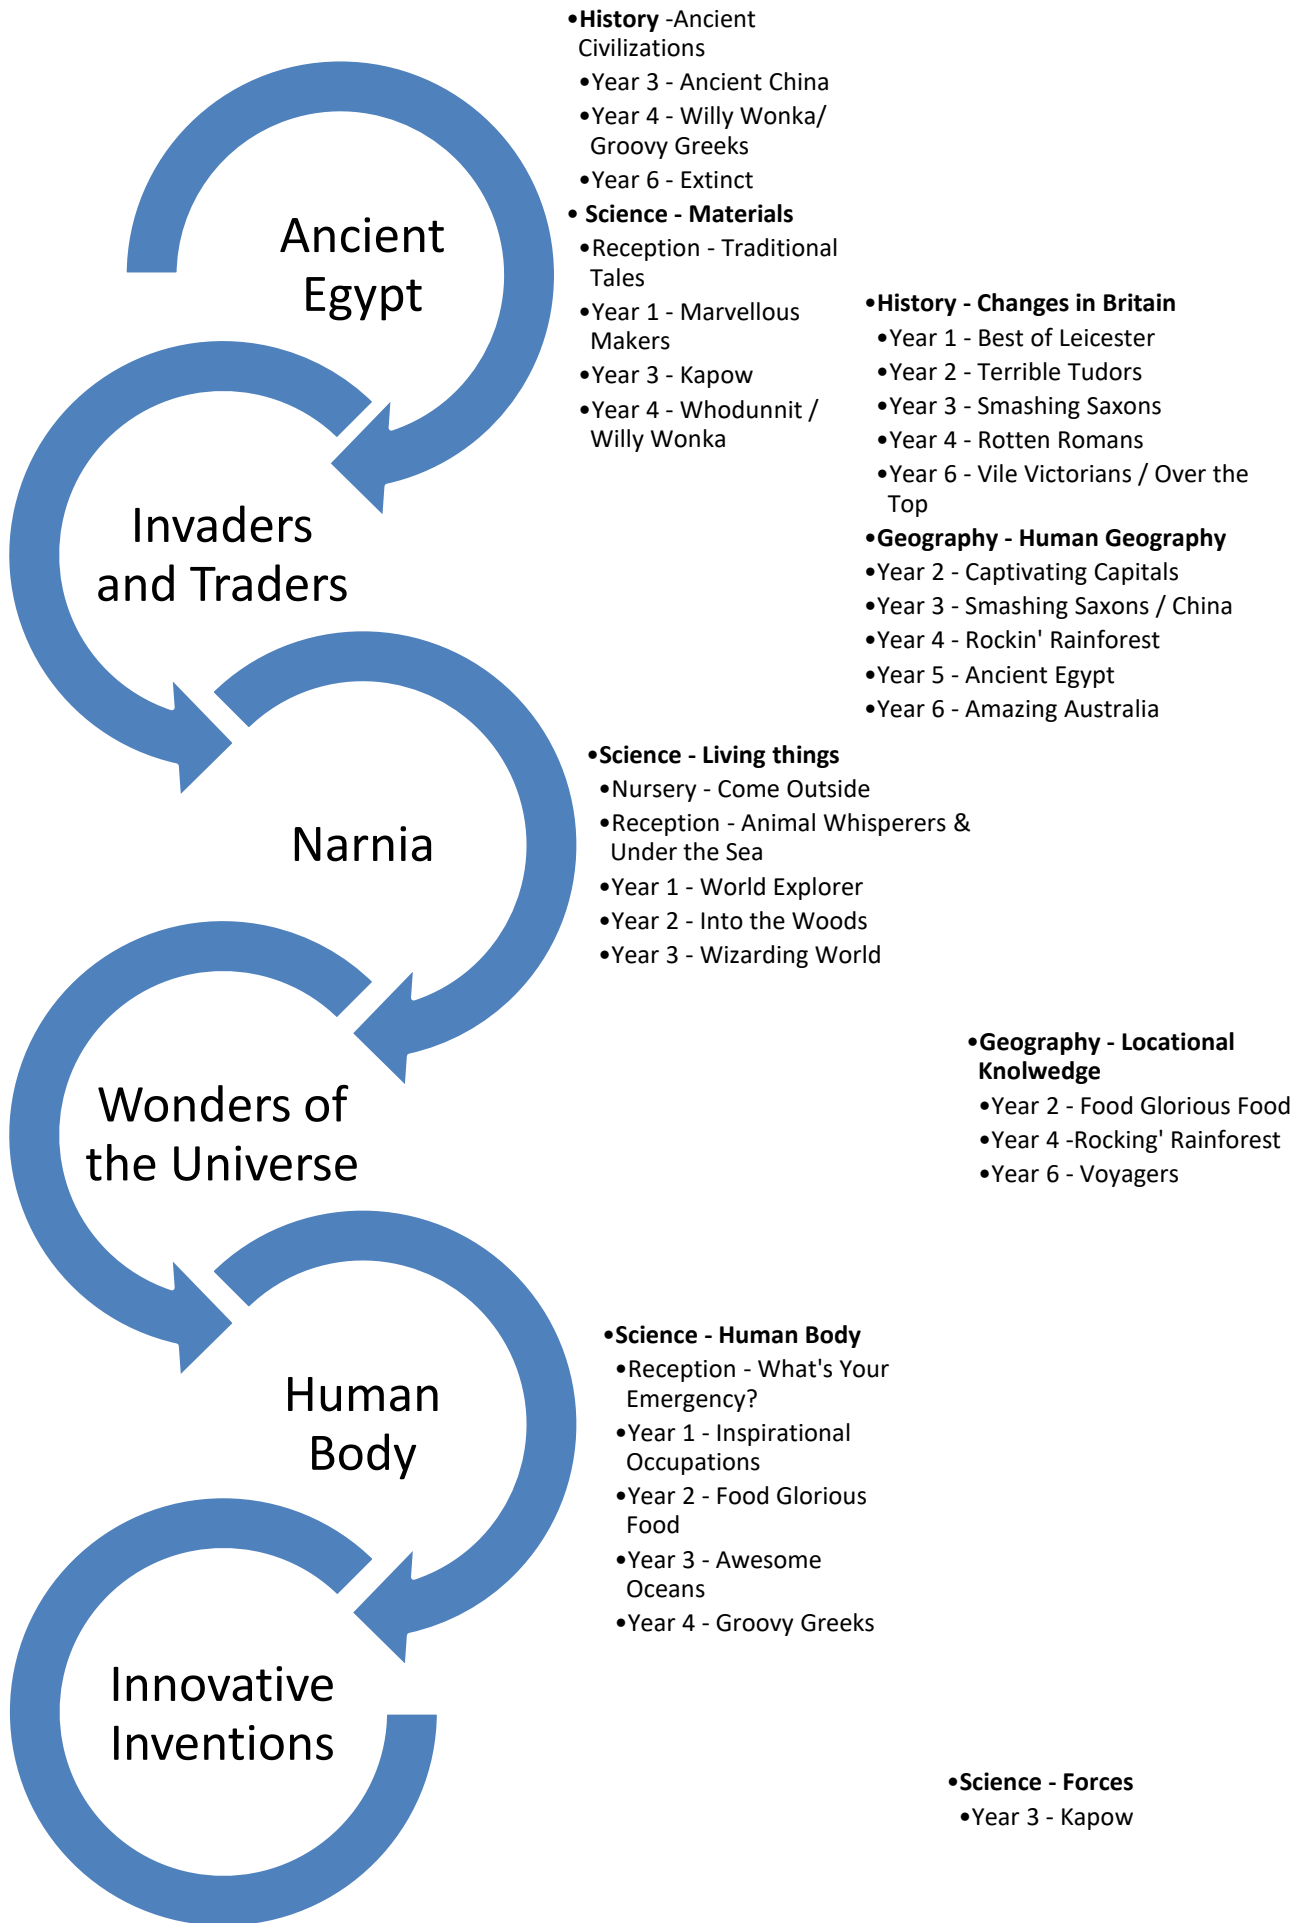 Ancient
Egypt
•History -Ancient
Civilizations
•Year 3 - Ancient China
•Year 4 - Willy Wonka/
Groovy Greeks
•Year 6 - Extinct
• Science - Materials
•Reception - Traditional
Tales
•Year 1 - Marvellous
Makers
•Year 3 - Kapow
•Year 4 - Whodunnit /
Willy Wonka
Invaders
and Traders
•History - Changes in Britain
•Year 1 - Best of Leicester
•Year 2 - Terrible Tudors
•Year 3 - Smashing Saxons
•Year 4 - Rotten Romans
•Year 6 - Vile Victorians / Over the
Top
•Geography - Human Geography
•Year 2 - Captivating Capitals
•Year 3 - Smashing Saxons / China
•Year 4 - Rockin' Rainforest
•Year 5 - Ancient Egypt
•Year 6 - Amazing Australia
Narnia
•Science - Living things
•Nursery - Come Outside
•Reception - Animal Whisperers &
Under the Sea
•Year 1 - World Explorer
•Year 2 - Into the Woods
•Year 3 - Wizarding World
Wonders of
the Universe
•Geography - Locational
Knolwedge
•Year 2 - Food Glorious Food
•Year 4 -Rocking' Rainforest
•Year 6 - Voyagers
Human
Body
•Science - Human Body
•Reception - What's Your
Emergency?
•Year 1 - Inspirational
Occupations
•Year 2 - Food Glorious
Food
•Year 3 - Awesome
Oceans
•Year 4 - Groovy Greeks
Innovative
Inventions
•Science - Forces
•Year 3 - Kapow